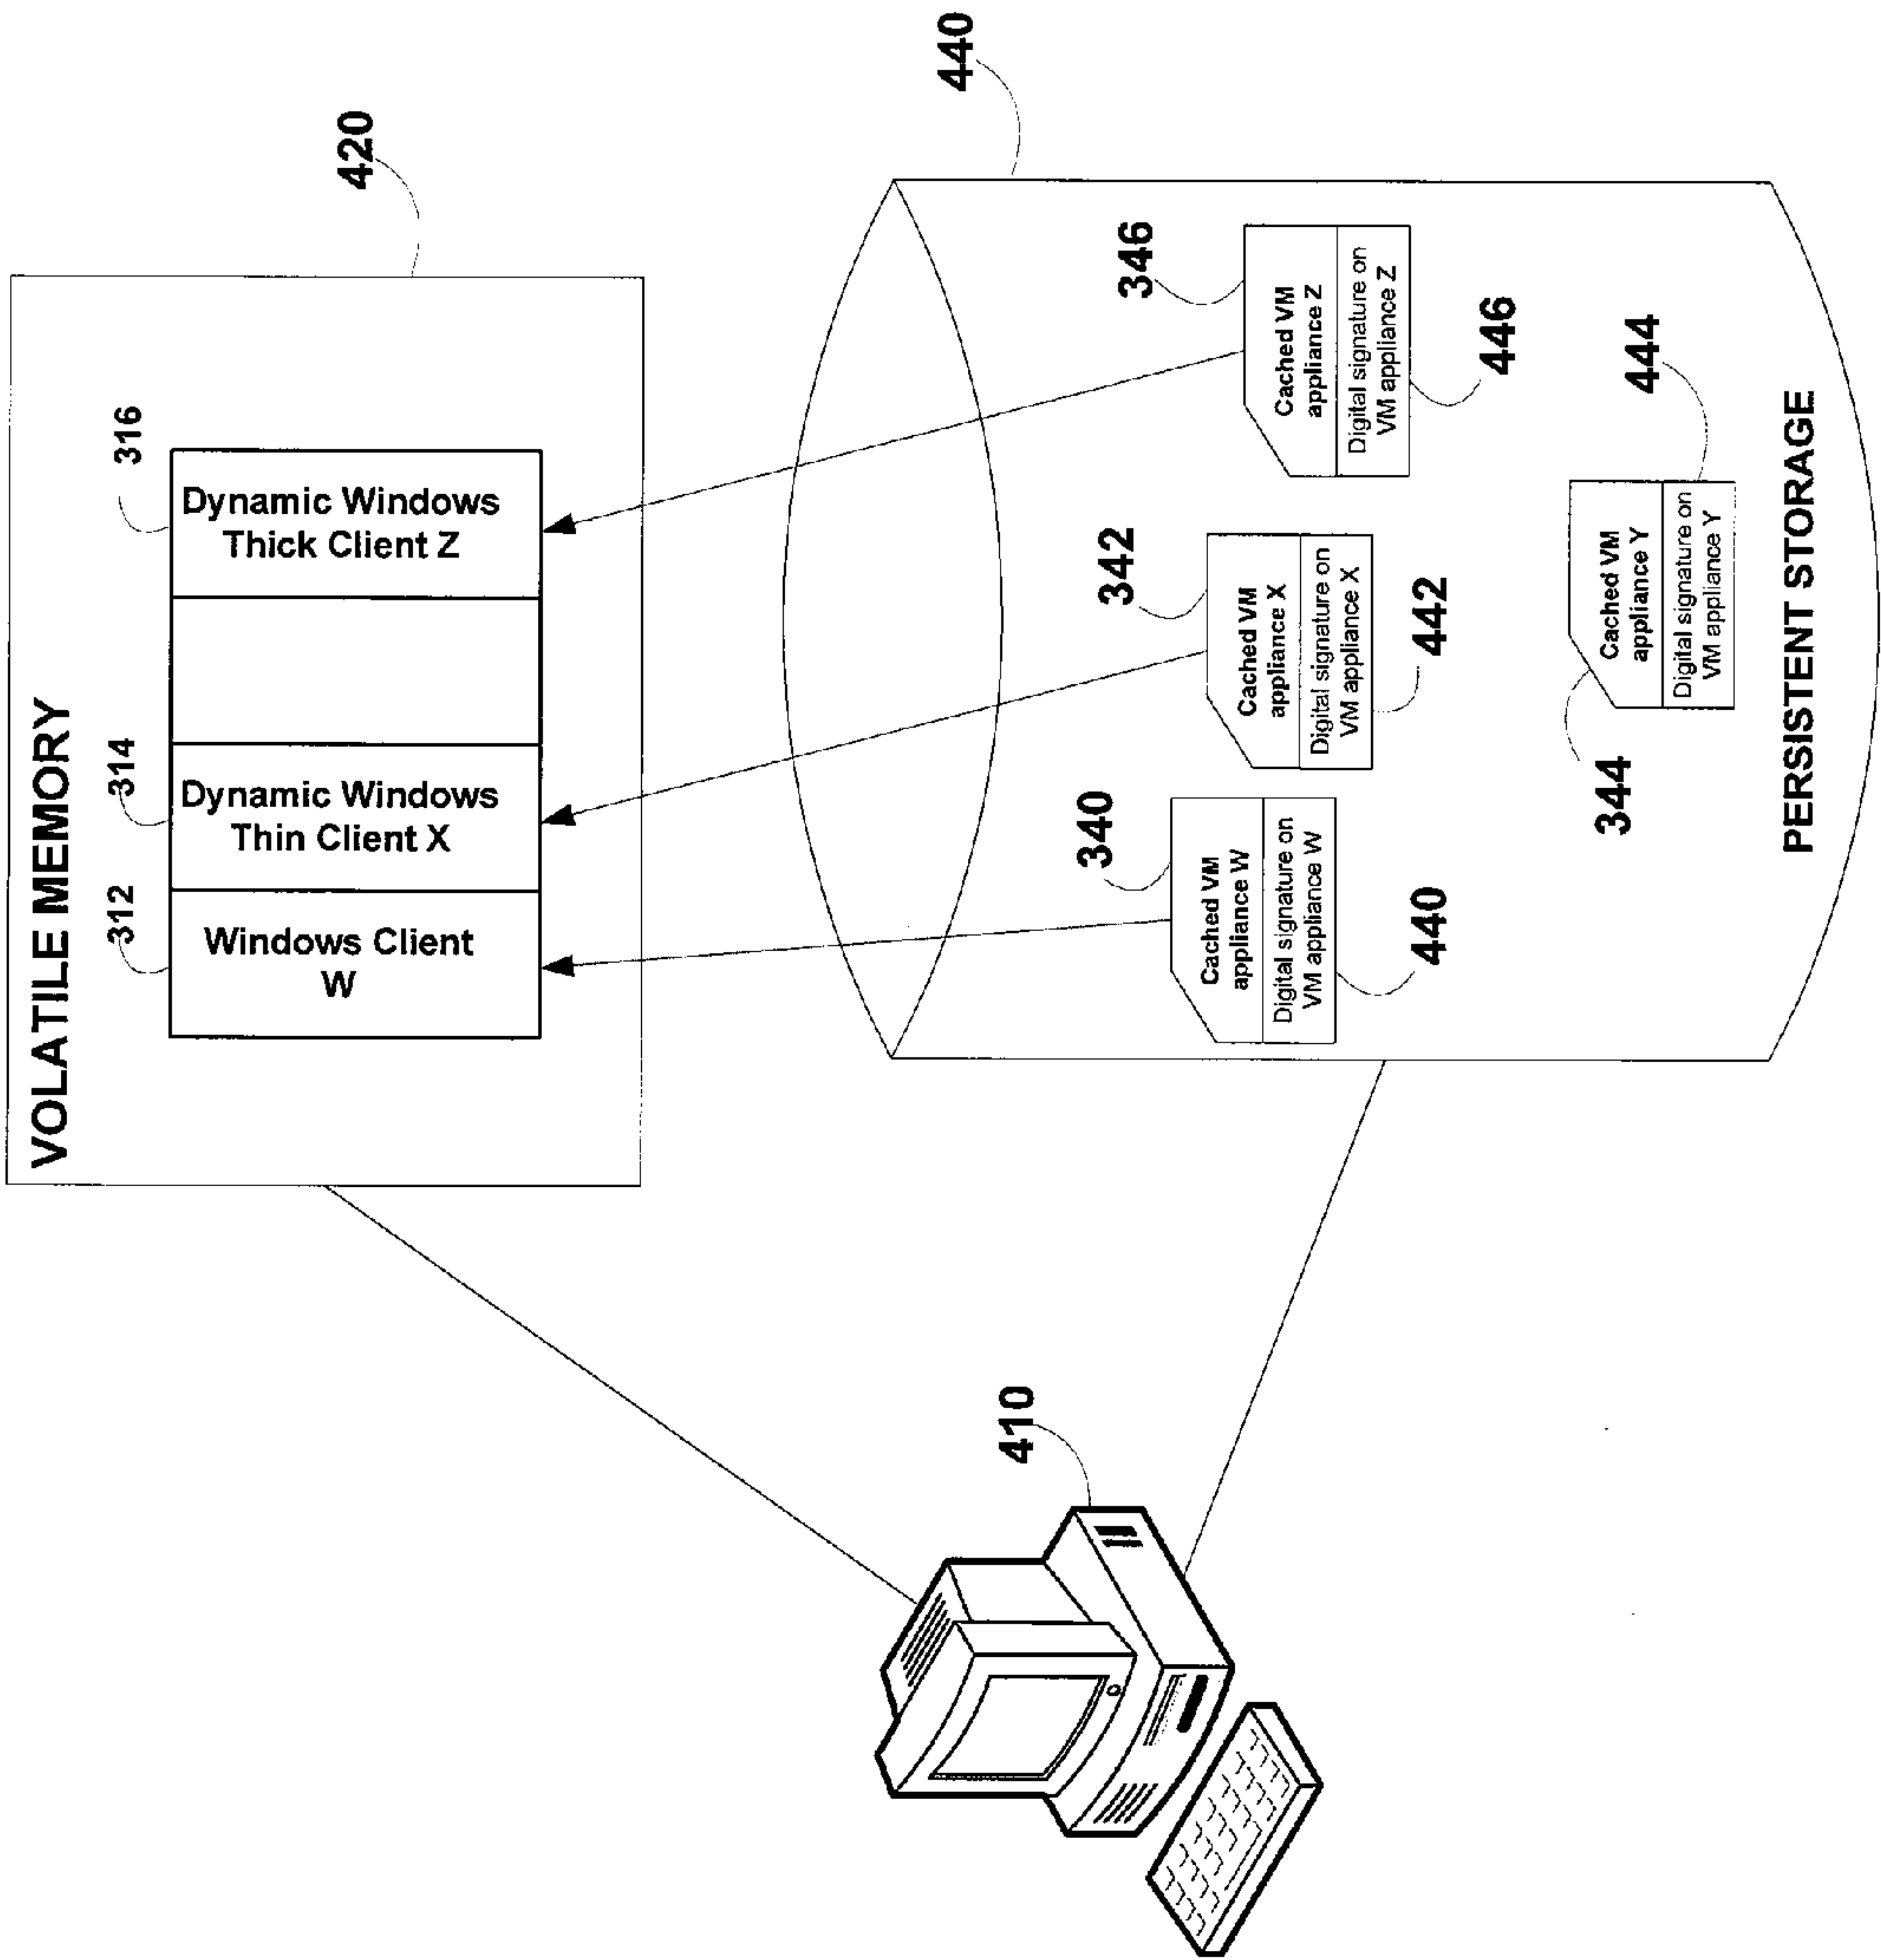 VOLATILE MEMORY
420
312
314
316
Windows Client
W
Dynamic Windows
Thin Client X
Dynamic Windows
Thick Client Z
410
440
340
Cached VM
appliance W
Digital signature on
VM appliance W
440
342
Cached VM
appliance X
Digital signature on
VM appliance X
442
346
Cached VM
appliance Z
Digital signature on
VM appliance Z
446
344
Cached VM
appliance Y
Digital signature on
VM appliance Y
444
PERSISTENT STORAGE